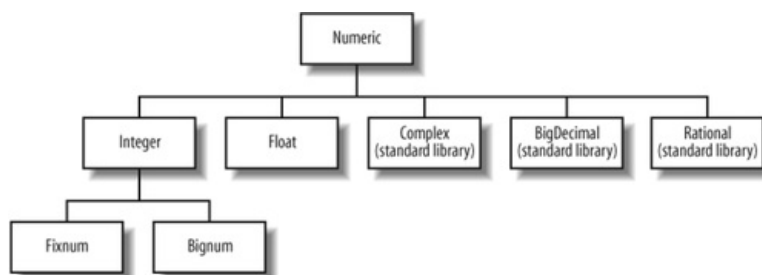 Numeric
Integer
Float
Complex
(standard library)
BigDecimal
(standard library)
Rational
(standard library)
Fixnum
Bignum